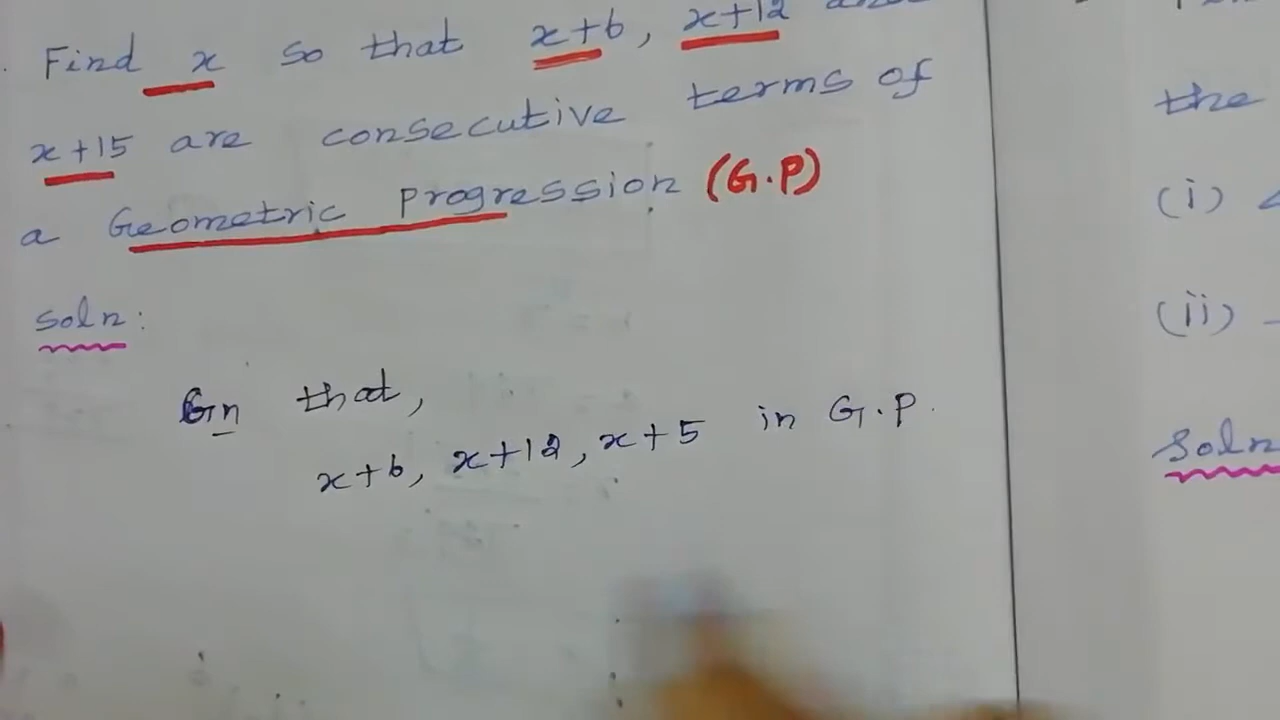 Find x so that x+6, x+12 and
x+15 are consecutive terms of
a Geometric Progression (G.P)
Soln:
Gn that,
x+6, x+12, x+5 in G.P.
the
(i)
(ii)
Soln